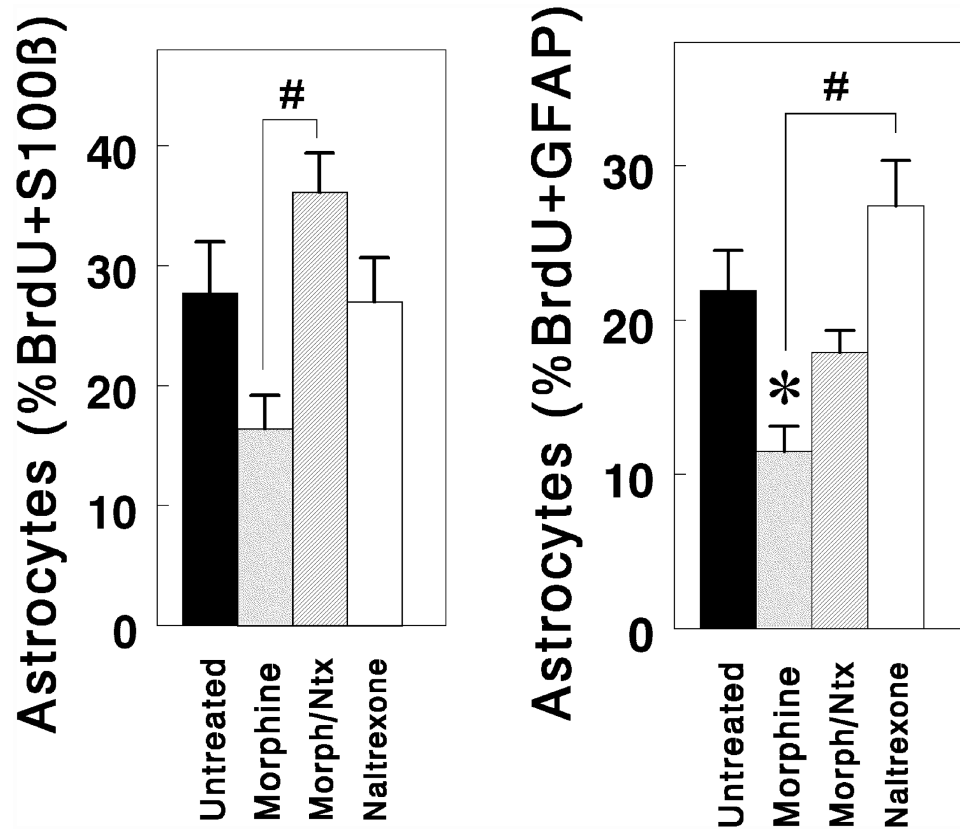 Astrocytes (%BrdU+S100ß)
#
40
30
20
10
0
Untreated
Morphine
Morph/Ntx
Naltrexone
Astrocytes (%BrdU+GFAP)
#
30
20
*
10
0
Untreated
Morphine
Morph/Ntx
Naltrexone